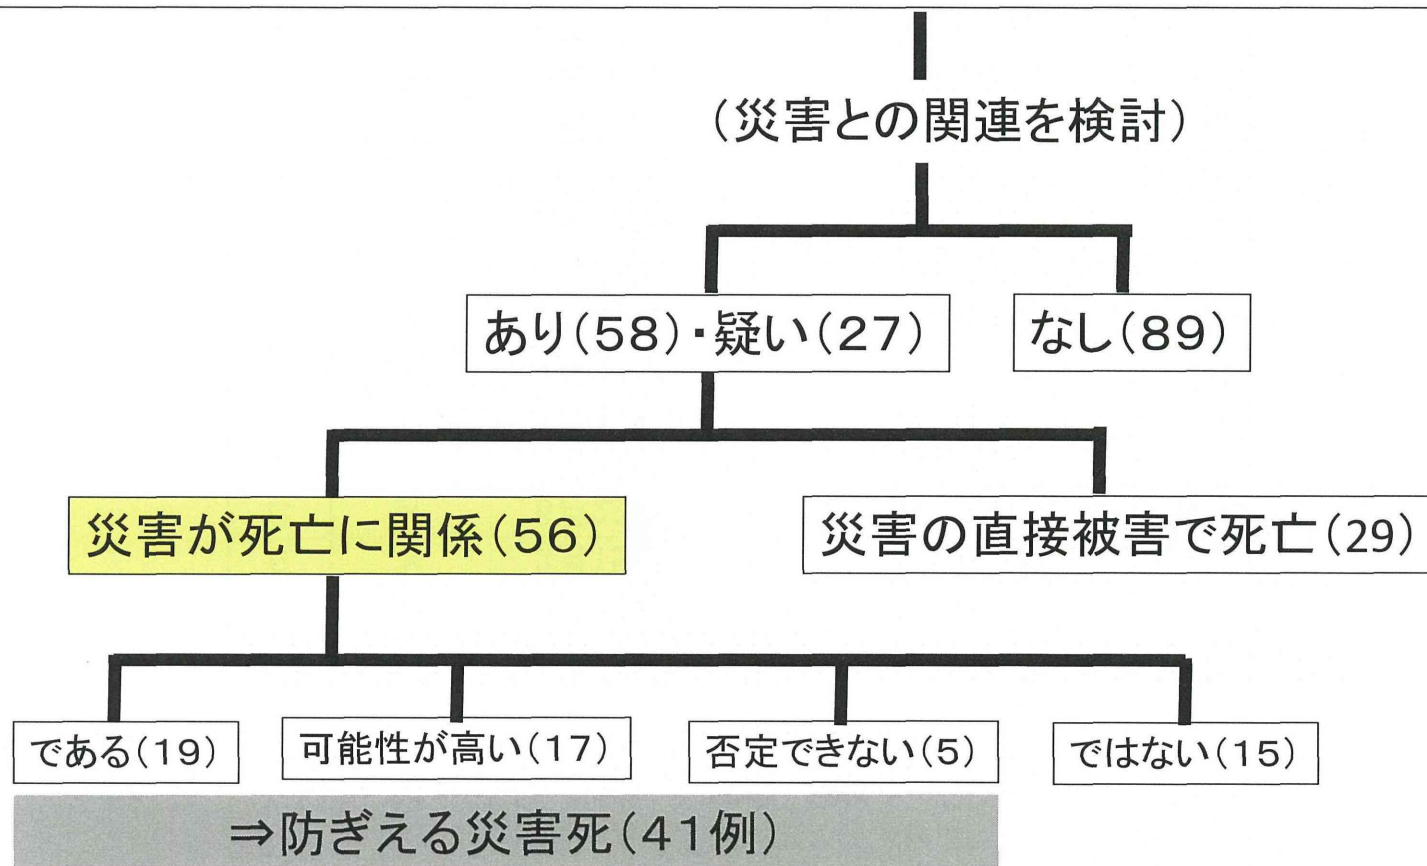 （災害との関連を検討）
あり（58）・疑い（27）
なし（89）
災害が死亡に関係（56）
災害の直接被害で死亡（29）
である（19）
可能性が高い（17）
否定できない（5）
ではない（15）
⇒防ぎえる災害死（41例）